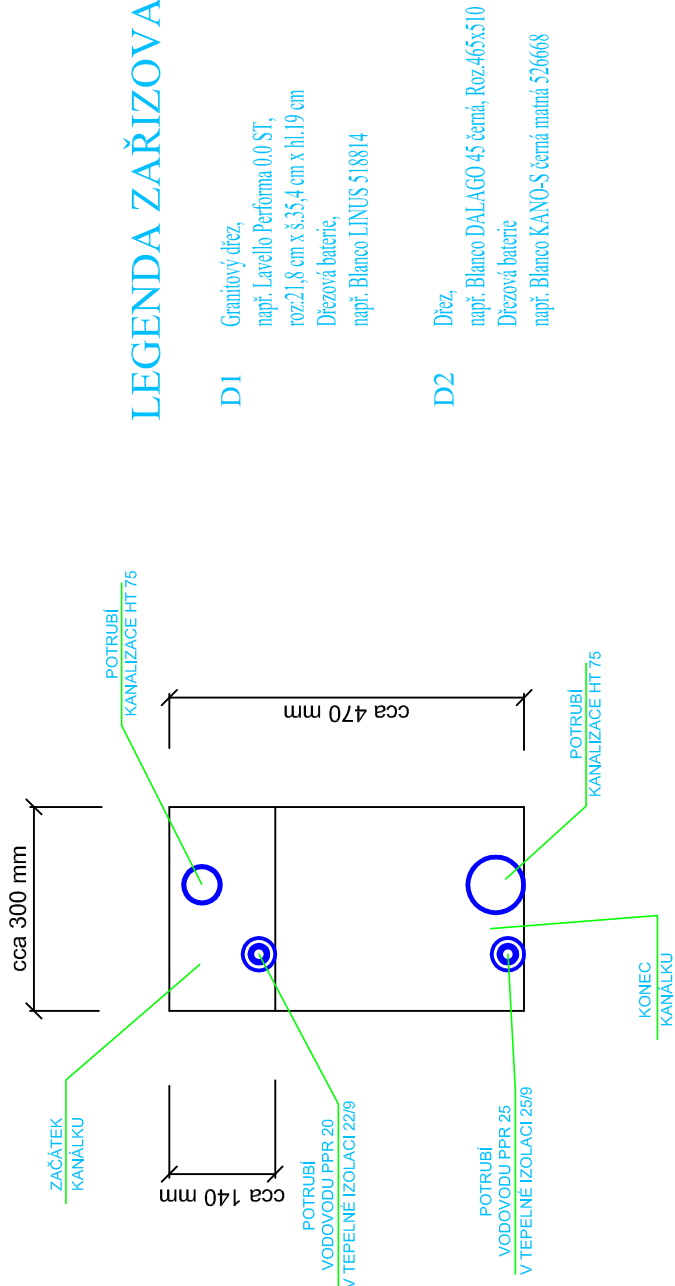 LEGENDA ZAŘIZOVA
D1
Granitový dřez,
např. Lavello Performa 0.0 ST,
roz:21,8 cm x š.35,4 cm x hl.19 cm
Dřezová baterie,
např. Blanco LINUS 518814
D2
Dřez,
např. Blanco DALAGO 45 černá, Roz.465x510
Dřezová baterie
např. Blanco KANO-S černá matná 526668
POTRUBÍ
KANALIZACE HT 75
cca 300 mm
cca 470 mm
POTRUBÍ
KANALIZACE HT 75
ZAČÁTEK
KANÁLKU
cca 140 mm
POTRUBÍ
VODOVODU PPR 20
V TEPELNÉ IZOLACI 22/9
POTRUBÍ
VODOVODU PPR 25
V TEPELNÉ IZOLACI 25/9
KONEC
KANÁLKU